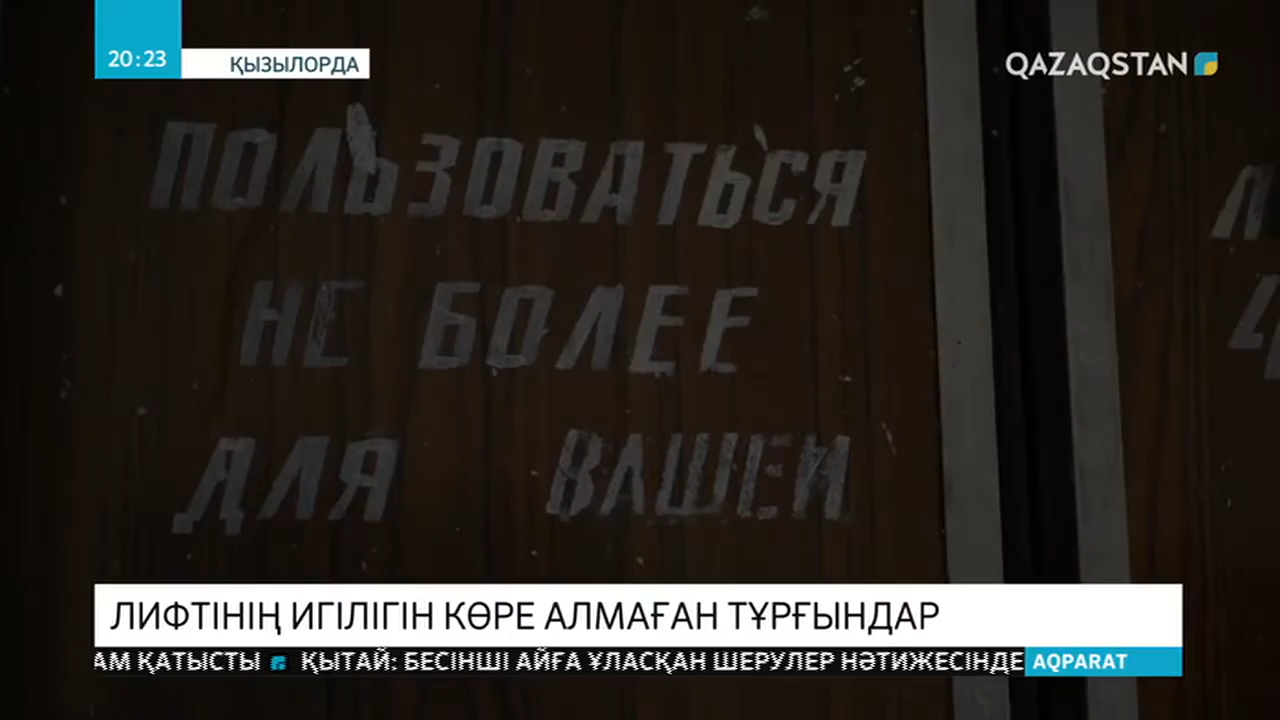 20:23
ҚЫЗЫЛОРДА
QAZAQSTAN
ПОЛЬЗОВАТЬСЯ
НЕ БОЛЕЕ
ДЛЯ ВАШЕЙ
ЛИФТІНІҢ ИГІЛІГІН КӨРЕ АЛМАҒАН ТҰРҒЫНДАР
АМ ҚАТЫСТЫ ҚЫТАЙ: БЕСІНШІ АЙҒА ҰЛАСҚАН ШЕРУЛЕР НӘТИЖЕСІНДЕ
AQPARAT